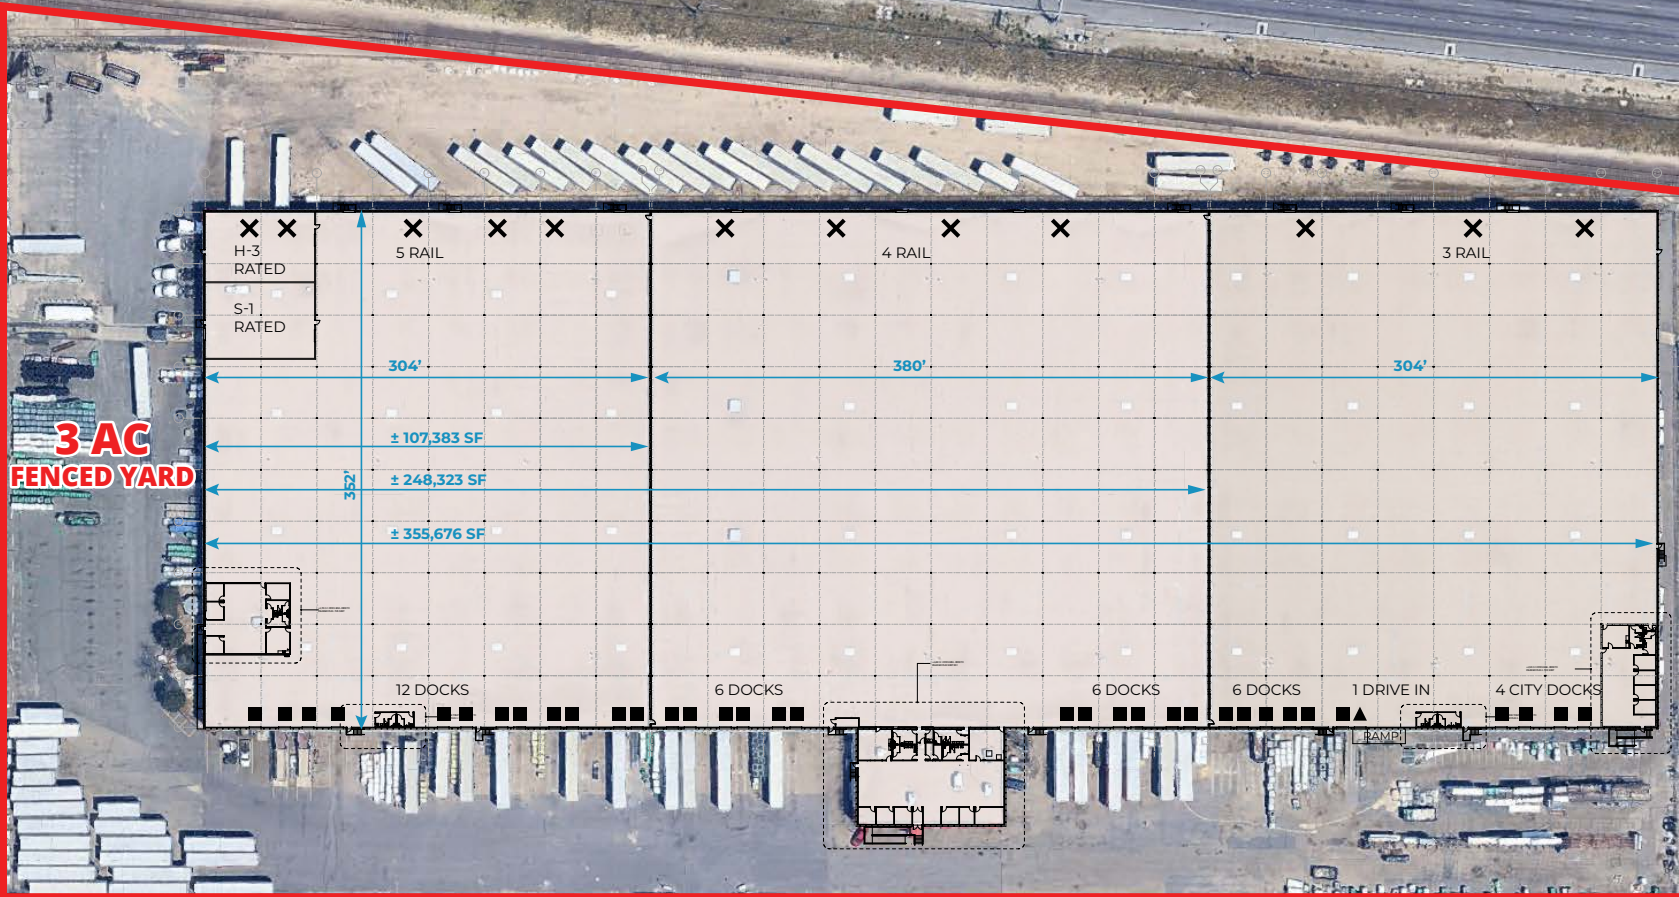 H-3
RATED
5 RAIL
4 RAIL
3 RAIL
S-1
RATED
304’
380’
304’
3 AC
FENCED YARD
± 107,383 SF
352’
± 248,323 SF
± 355,676 SF
12 DOCKS
6 DOCKS
6 DOCKS
6 DOCKS
1 DRIVE IN
4 CITY DOCKS
RAMP